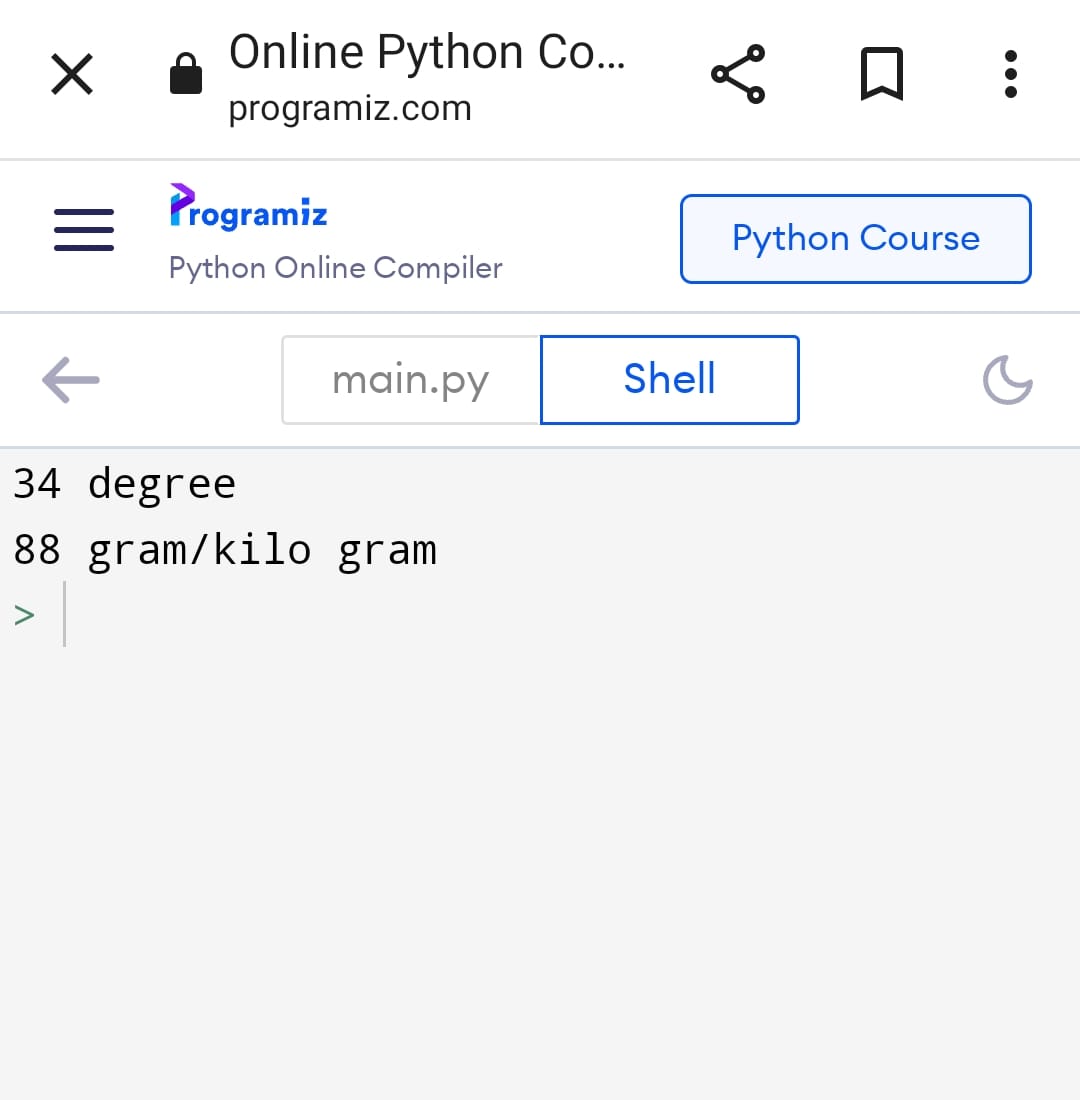 Online Python Co...
programiz.com
Programiz
Python Online Compiler
Python Course
main.py
Shell
34 degree
88 gram/kilo gram
>